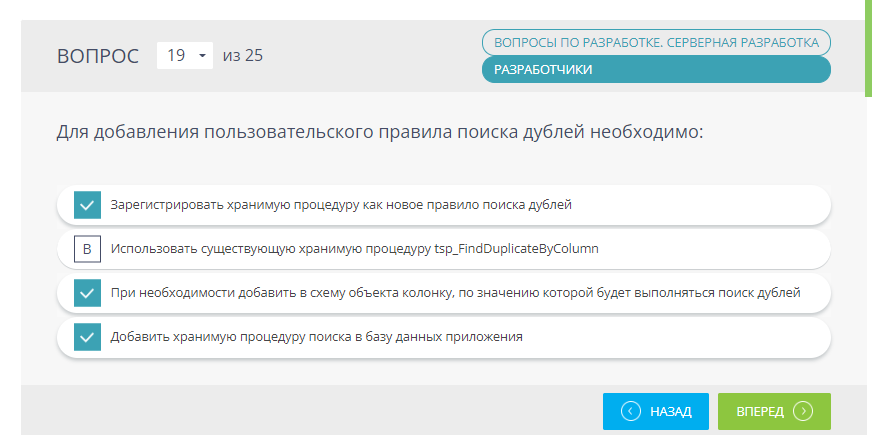 ВОПРОС 19 из 25
ВОПРОСЫ ПО РАЗРАБОТКЕ. СЕРВЕРНАЯ РАЗРАБОТКА
РАЗРАБОТЧИКИ
Для добавления пользовательского правила поиска дублей необходимо:
Зарегистрировать хранимую процедуру как новое правило поиска дублей
B Использовать существующую хранимую процедуру tsp_FindDuplicateByColumn
При необходимости добавить в схему объекта колонку, по значению которой будет выполняться поиск дублей
Добавить хранимую процедуру поиска в базу данных приложения
НАЗАД ВПЕРЕД